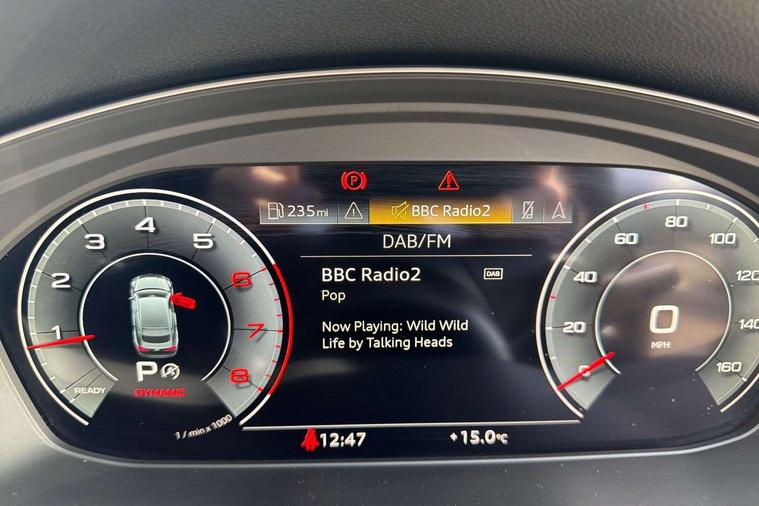 P
235 mi
BBC Radio2
DAB/FM
BBC Radio2
DAB
Pop
Now Playing: Wild Wild
Life by Talking Heads
12:47
+15.0°C
READY
1
2
3
4
5
6
7
8
1/min x 1000
P
DYNAMIC
0
20
40
60
80
100
120
140
160
0
MPH